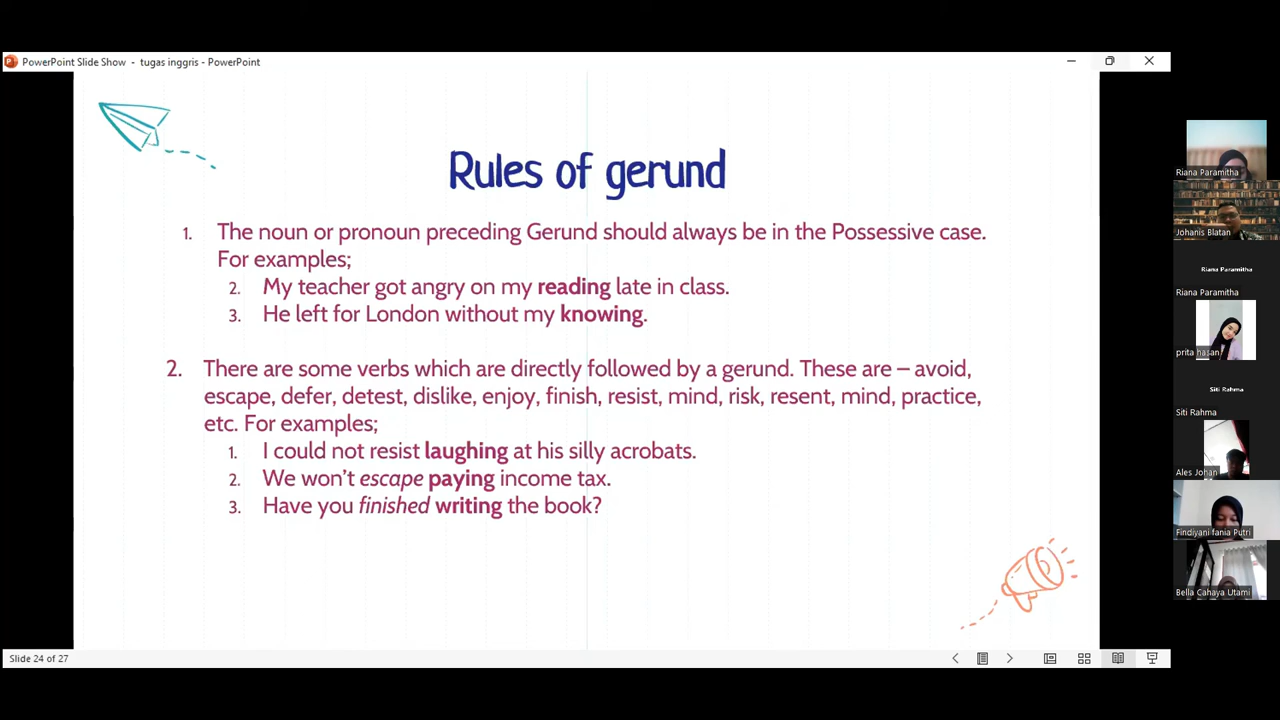 PowerPoint Slide Show - tugas inggris - PowerPoint
Rules of gerund
1. The noun or pronoun preceding Gerund should always be in the Possessive case.
For examples;
2. My teacher got angry on my reading late in class.
3. He left for London without my knowing.
2. There are some verbs which are directly followed by a gerund. These are – avoid,
escape, defer, detest, dislike, enjoy, finish, resist, mind, risk, resent, mind, practice,
etc. For examples;
1. I could not resist laughing at his silly acrobats.
2. We won't escape paying income tax.
3. Have you finished writing the book?
Slide 24 of 27
Riana Paramitha
Johanis Blatan
Riana Paramitha
Riana Paramitha
prita hasan
Siti Rahma
Siti Rahma
Ales Johan
Findiyani fania Putri
Bella Cahaya Utami